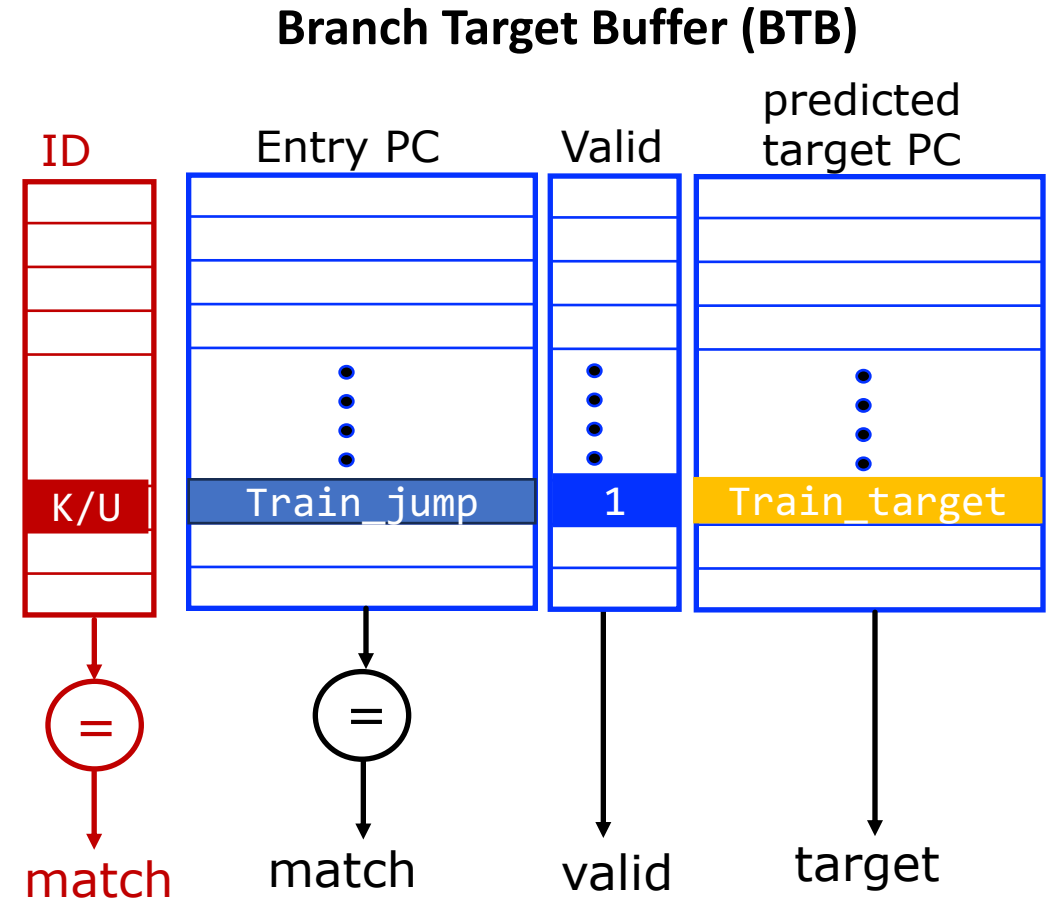 Branch Target Buffer (BTB)
ID
Entry PC
Valid
predicted
target PC
K/U
Train_jump
1
Train_target
=
=
match
match
valid
target